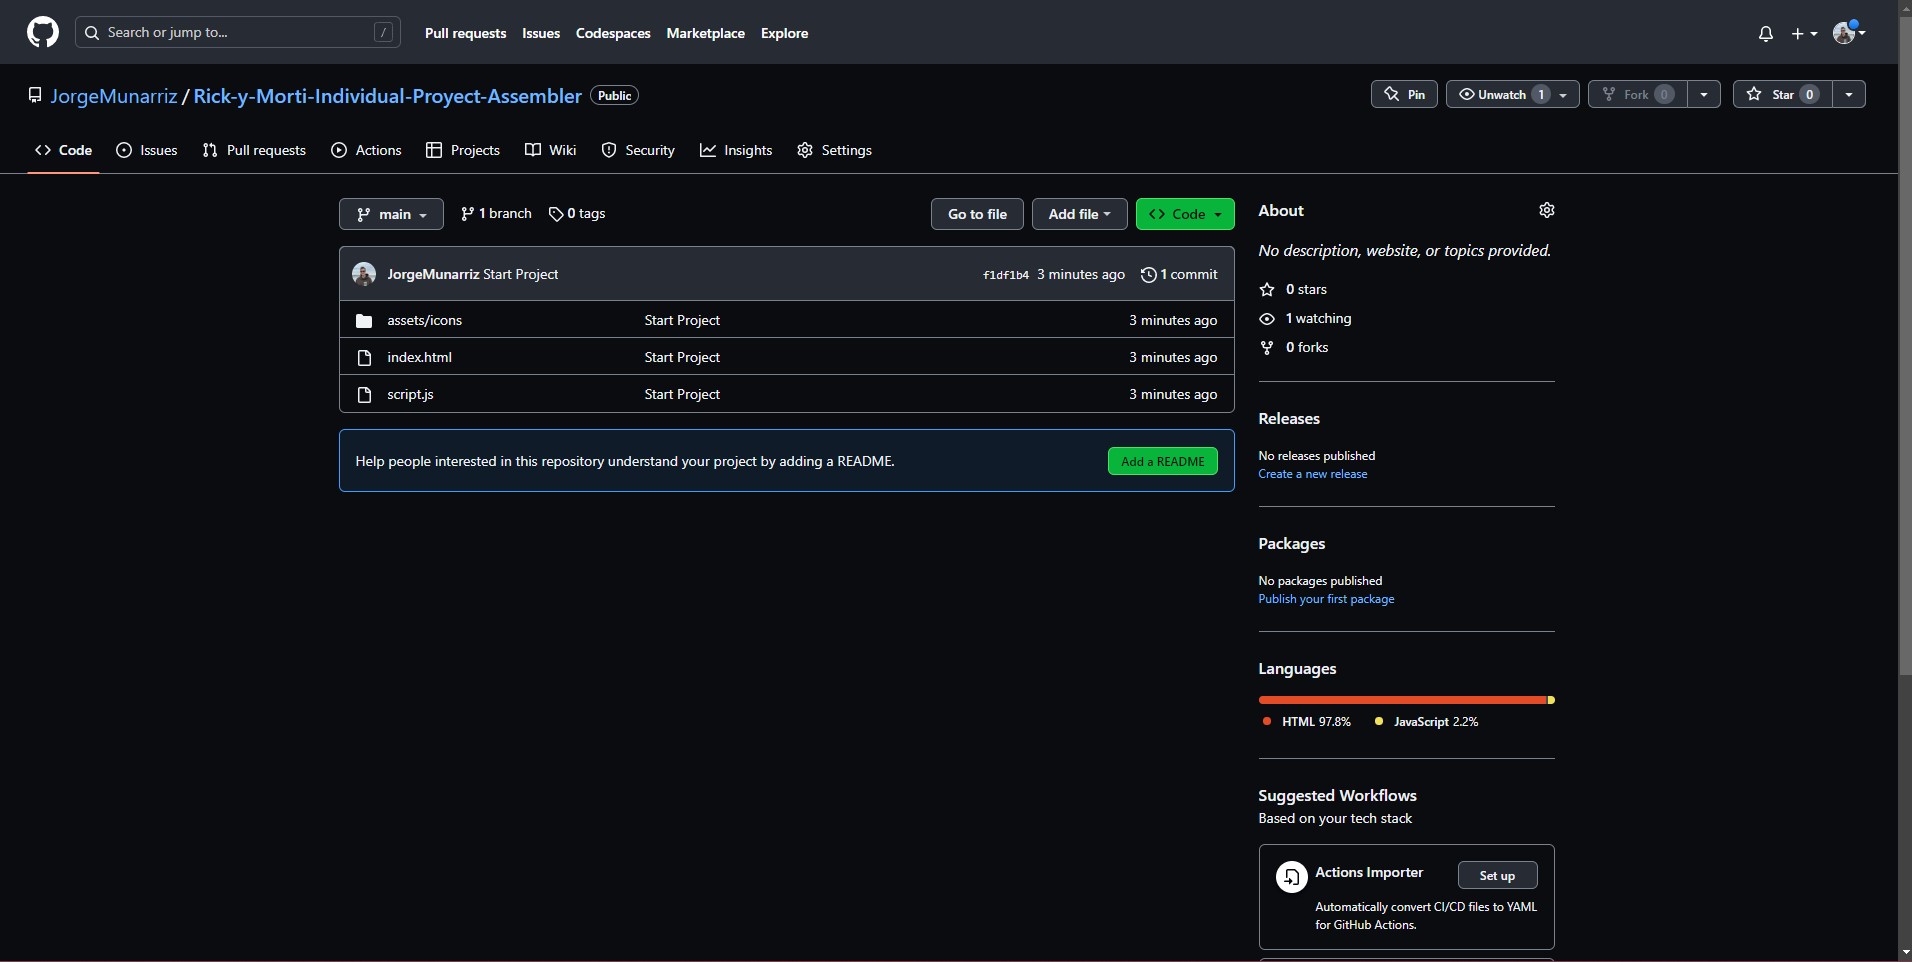 Search or jump to... /
Pull requests Issues Codespaces Marketplace Explore
JorgeMunarriz / Rick-y-Morti-Individual-Proyect-Assembler Public
Pin Unwatch 1 Fork 0 Star 0
Code Issues Pull requests Actions Projects Wiki Security Insights Settings
main 1 branch 0 tags Go to file Add file Code
JorgeMunarriz Start Project f1df1b4 3 minutes ago 1 commit
assets/icons Start Project 3 minutes ago
index.html Start Project 3 minutes ago
script.js Start Project 3 minutes ago
Help people interested in this repository understand your project by adding a README. Add a README
About
No description, website, or topics provided.
0 stars
1 watching
0 forks
Releases
No releases published
Create a new release
Packages
No packages published
Publish your first package
Languages
HTML 97.8% JavaScript 2.2%
Suggested Workflows
Based on your tech stack
Actions Importer Set up
Automatically convert CI/CD files to YAML
for GitHub Actions.